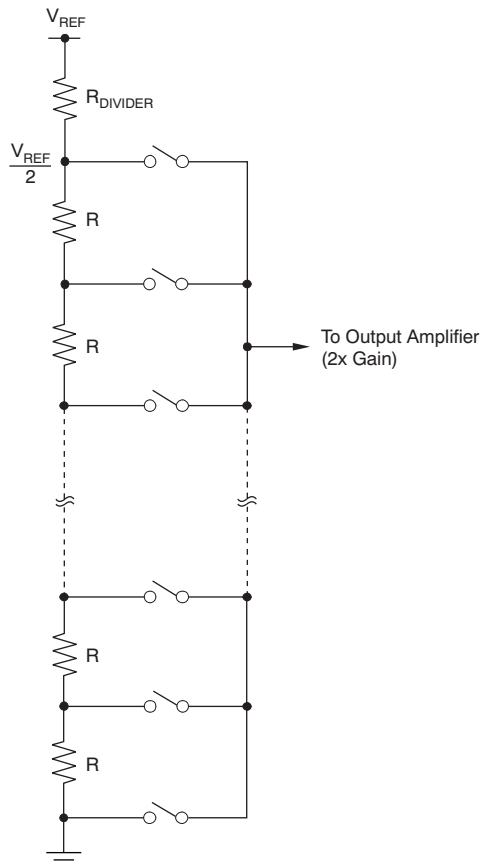 VREF
RDIVIDER
VREF
2
R
R
To Output Amplifier
(2x Gain)
R
R